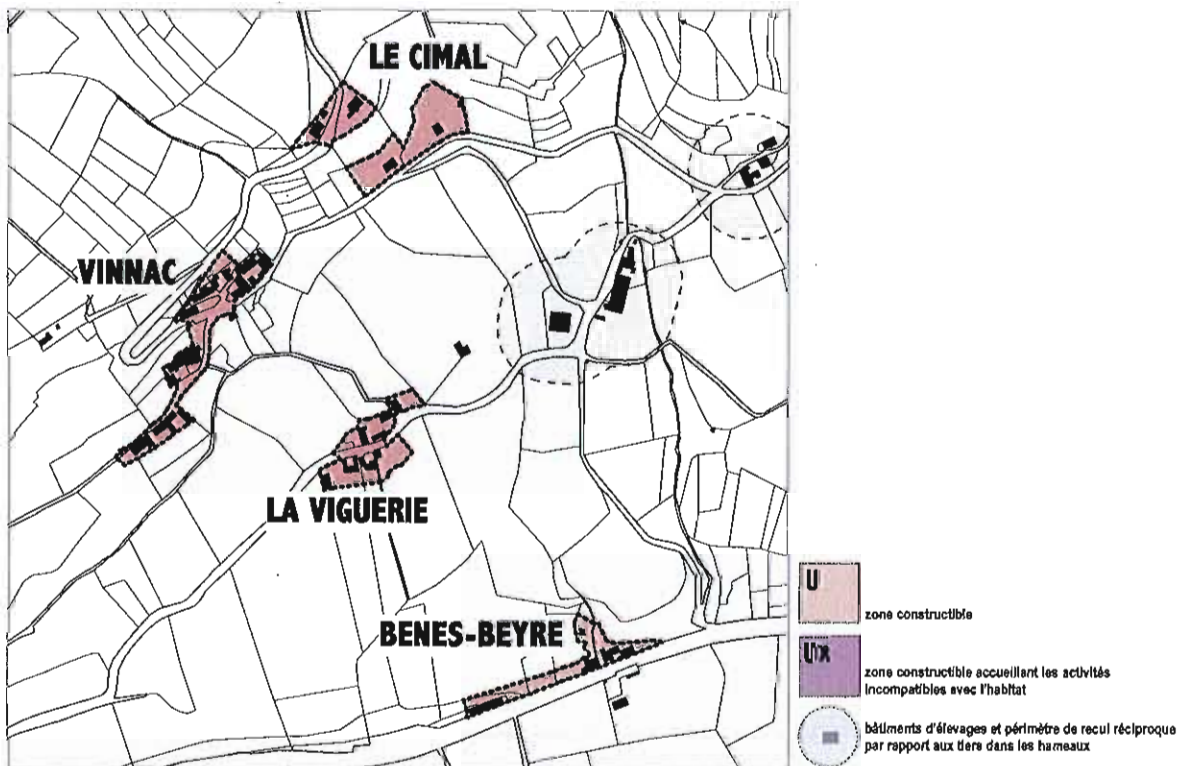 LE CIMAL
VINNAC
LA VIGUERIE
BENES-BEYRE
U
zone constructible
Ux
zone constructible accueillant les activités
incompatibles avec l'habitat
bâtiments d'élevages et périmètre de recul réciproque
par rapport aux tiers dans les hameaux